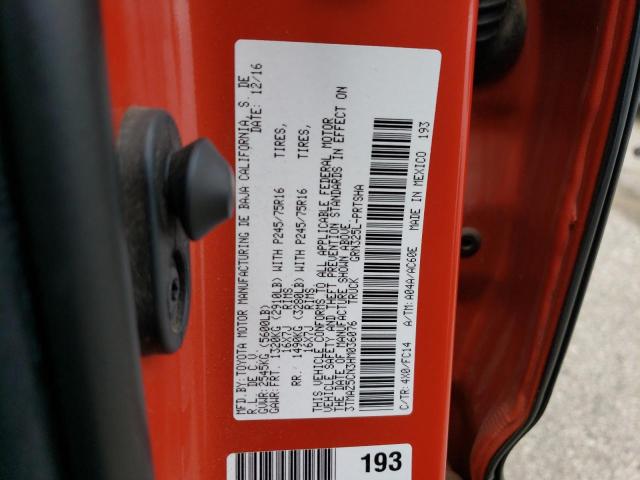 MFD.BY: TOYOTA MOTOR MANUFACTURING DE BAJA CALIFORNIA, S. DE
R.L. DE C.V. DATE: 12/16
GVWR: 2545KG (5600LB)
GAWR: FRT. 1320KG (2910LB) WITH P245/75R16 TIRES,
16X7J RIMS
RR. : 1490KG (3280LB) WITH P245/75R16 TIRES,
16X7J RIMS
THIS VEHICLE CONFORMS TO ALL APPLICABLE FEDERAL MOTOR
VEHICLE SAFETY AND THEFT PREVENTION STANDARDS IN EFFECT ON
THE DATE OF MANUFACTURE SHOWN ABOVE.
3TMAZ5CN3HM036076 TRUCK GRN325L-PRTSHA
C/TR: 4X0/FC14 A/TM: A04A/AC60E MADE IN MEXICO 193
193